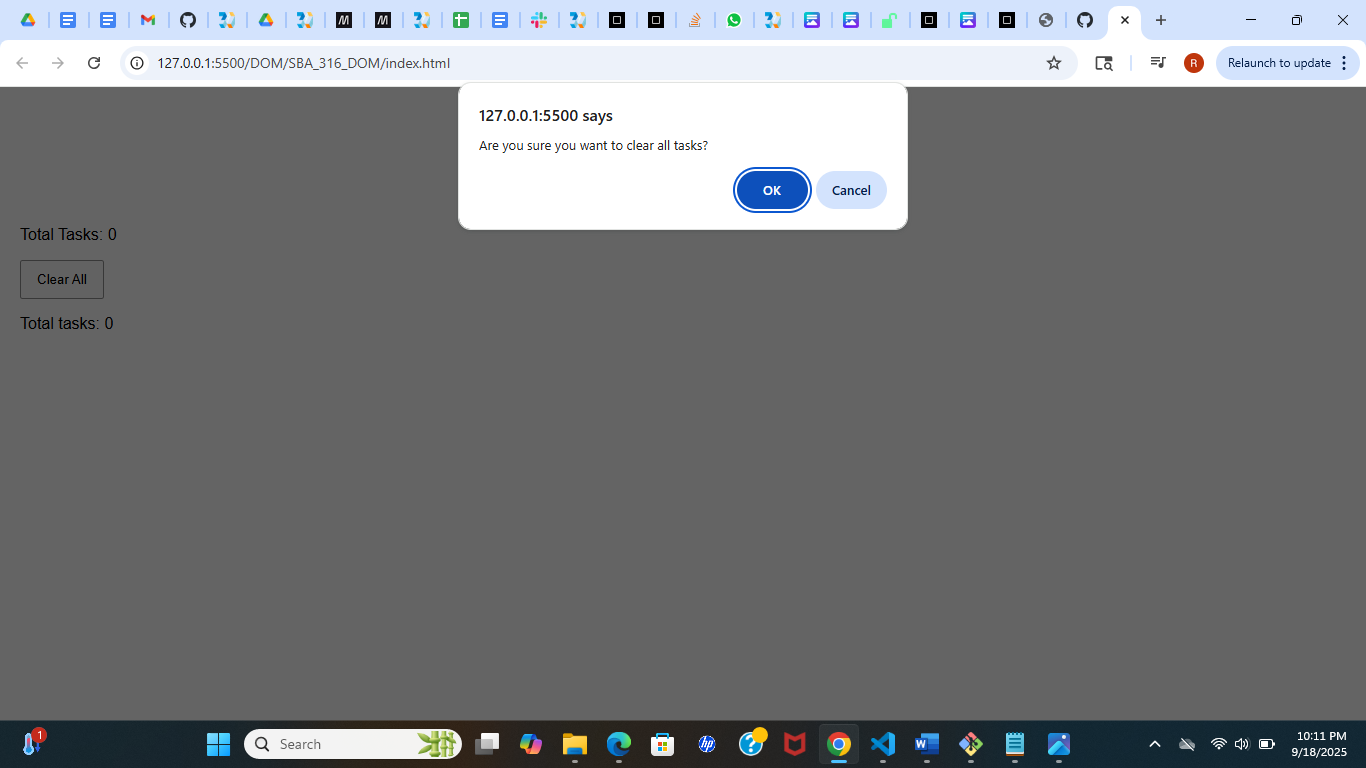 127.0.0.1:5500/DOM/SBA_316_DOM/index.html
R
Relaunch to update
127.0.0.1:5500 says
Are you sure you want to clear all tasks?
OK
Cancel
Total Tasks: 0
Clear All
Total tasks: 0
1
Search
hp
10:11 PM
9/18/2025